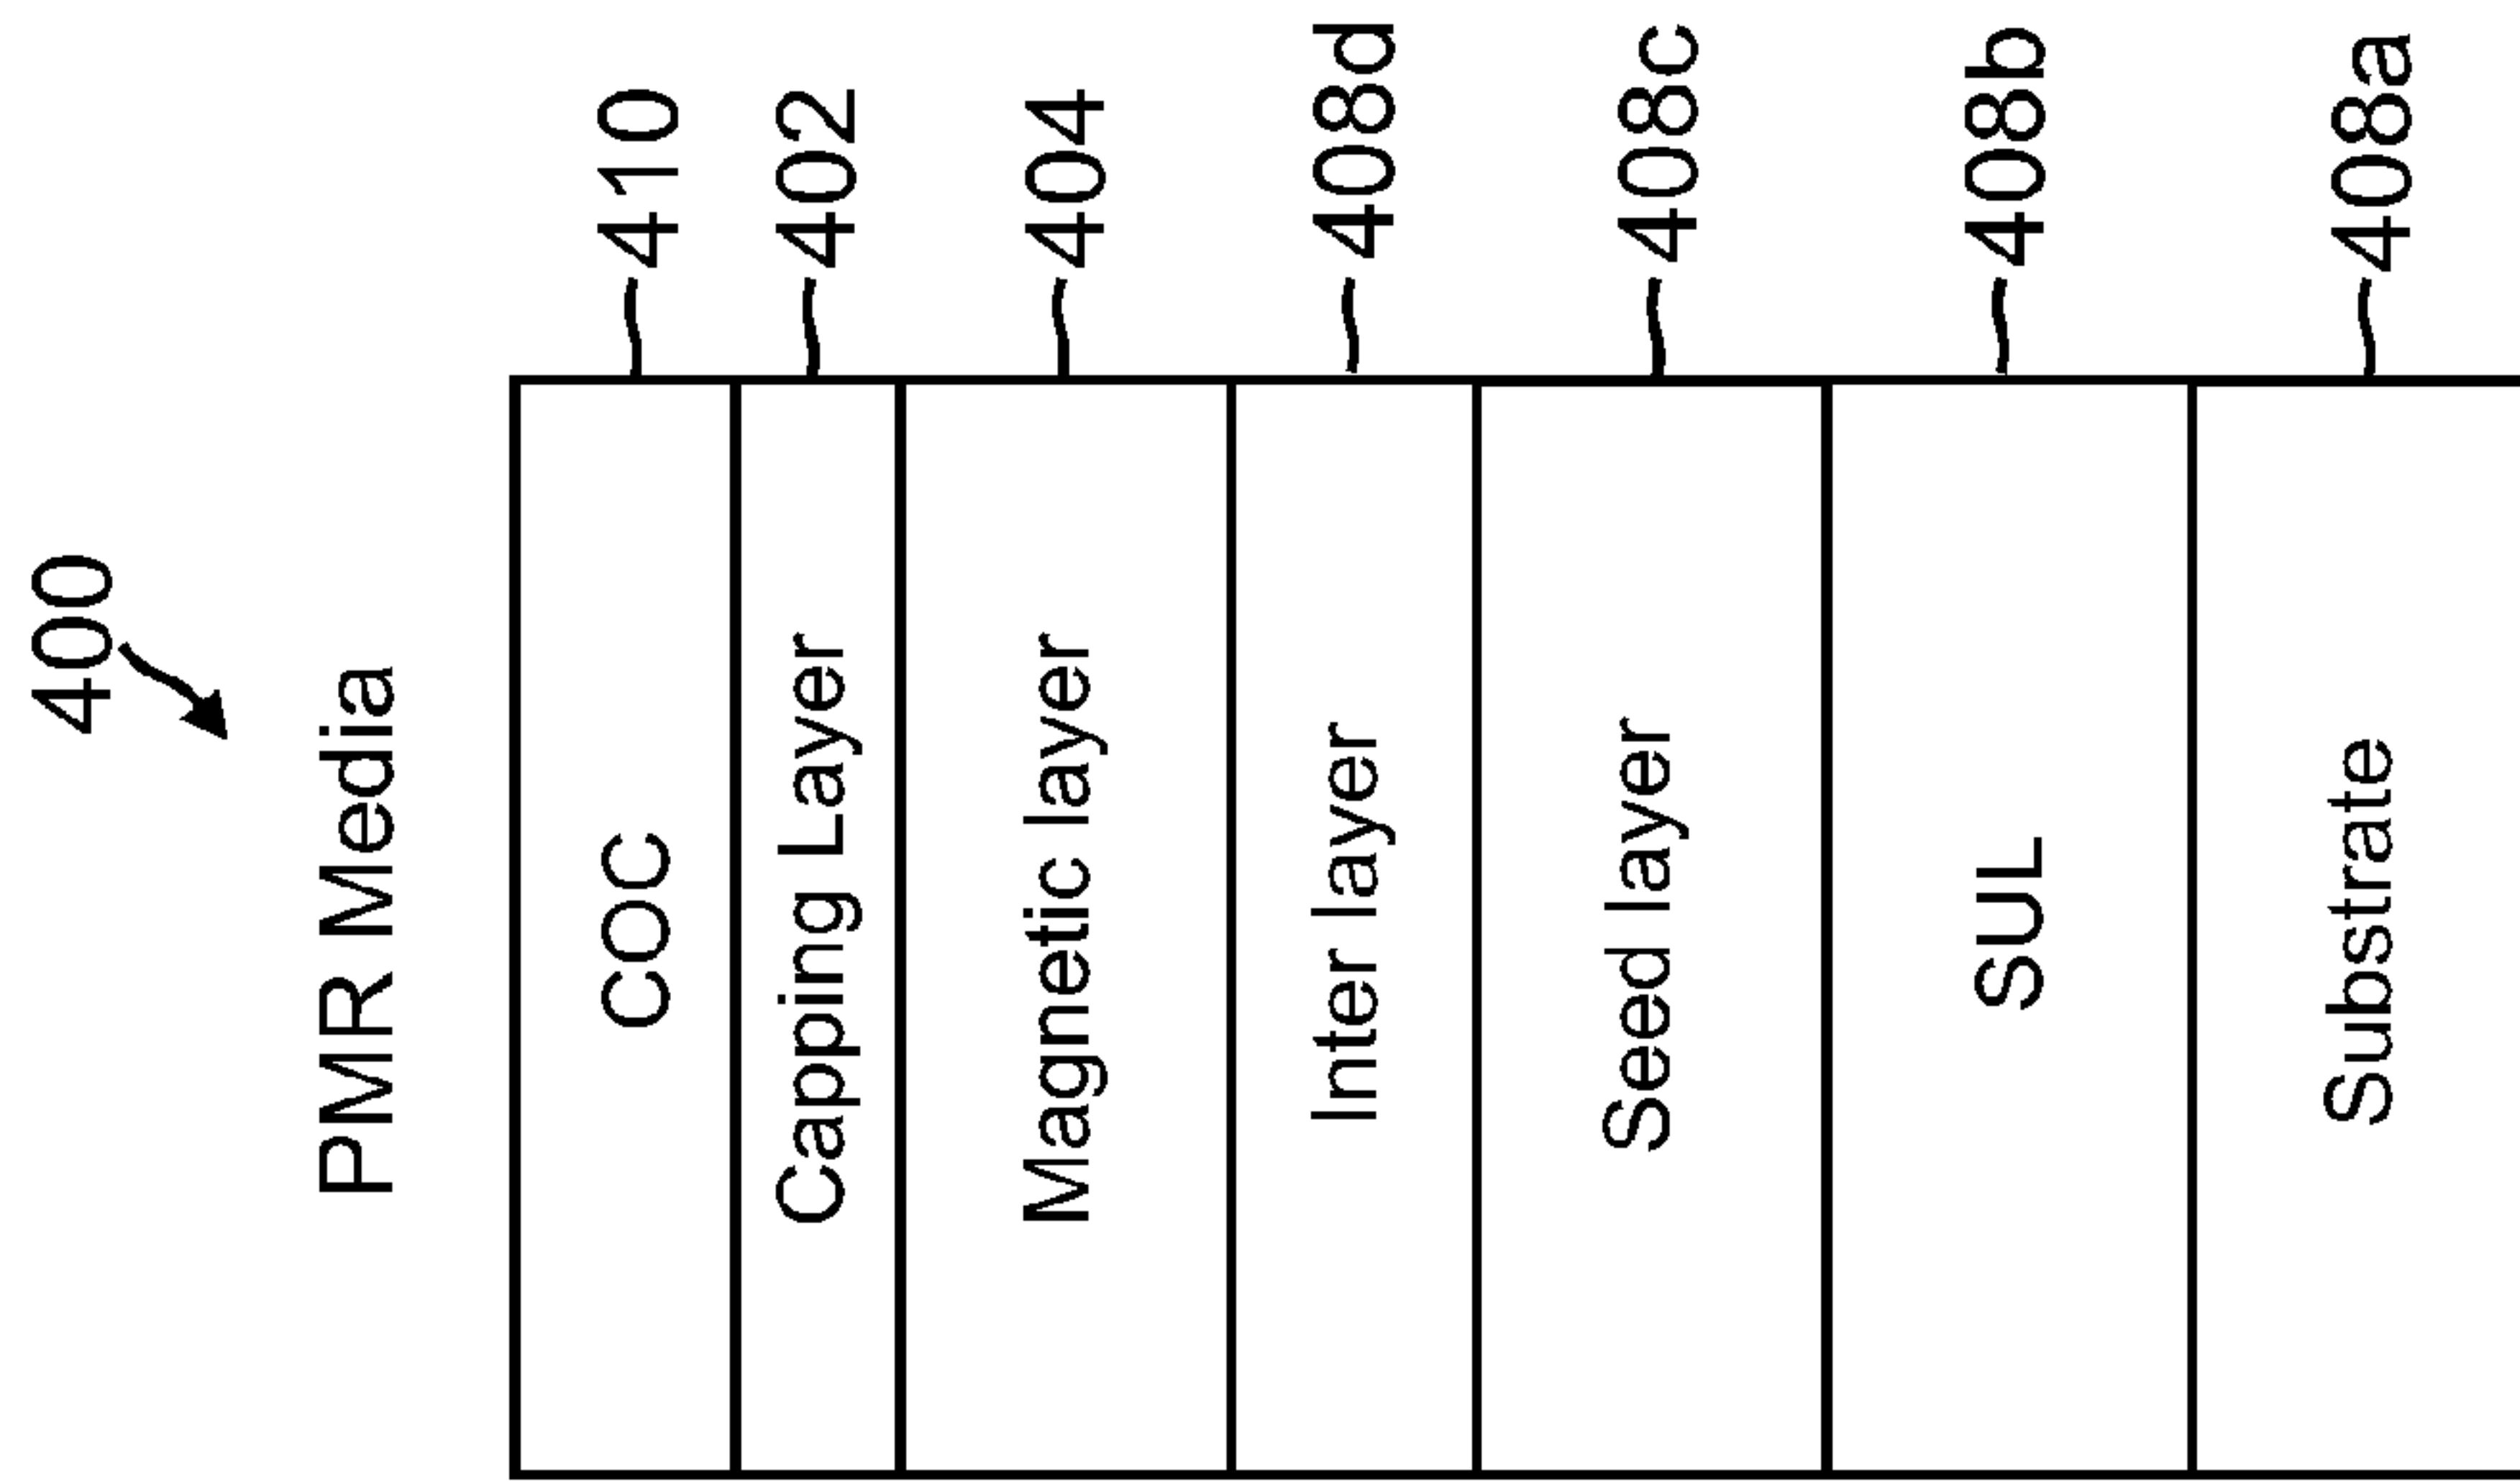 400
PMR Media
COC 410
Capping Layer 402
Magnetic layer 404
Inter layer 408d
Seed layer 408c
SUL 408b
Substrate 408a